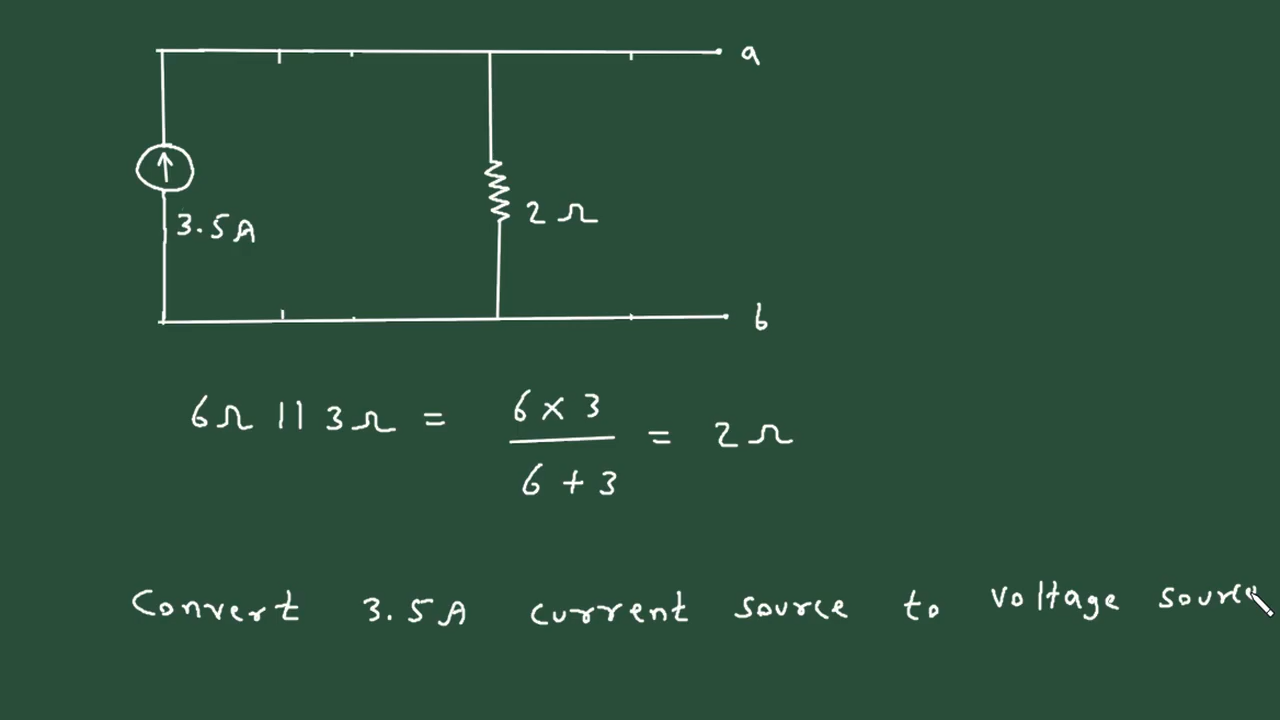 a
3.5A
2Ω
b
6Ω || 3Ω = 6 × 3 / 6 + 3 = 2Ω
Convert 3.5A current source to voltage source